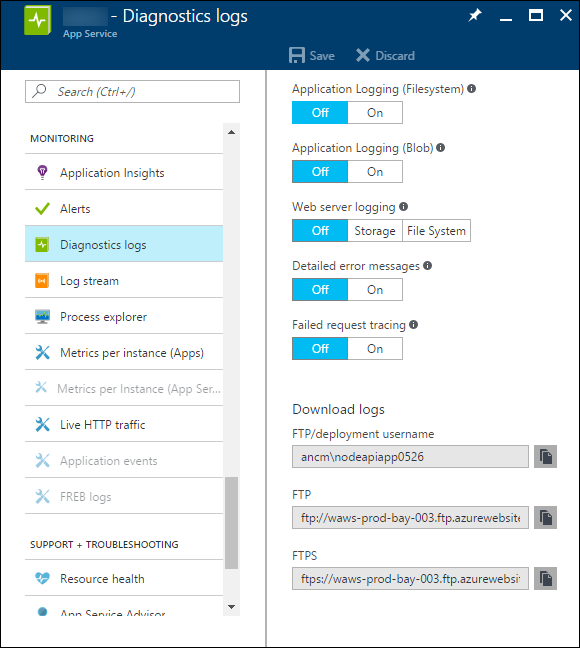 - Diagnostics logs
App Service
Save Discard
Search (Ctrl+/)
MONITORING
Application Insights
Alerts
Diagnostics logs
Log stream
Process explorer
Metrics per instance (Apps)
Metrics per Instance (App Ser...
Live HTTP traffic
Application events
FREB logs
SUPPORT + TROUBLESHOOTING
Resource health
App Service Advisor
Application Logging (Filesystem)
Off On
Application Logging (Blob)
Off On
Web server logging
Off Storage File System
Detailed error messages
Off On
Failed request tracing
Off On
Download logs
FTP/deployment username
ancm\nodeapiapp0526
FTP
ftp://waws-prod-bay-003.ftp.azurewebsite
FTPS
ftps://waws-prod-bay-003.ftp.azurewebsi